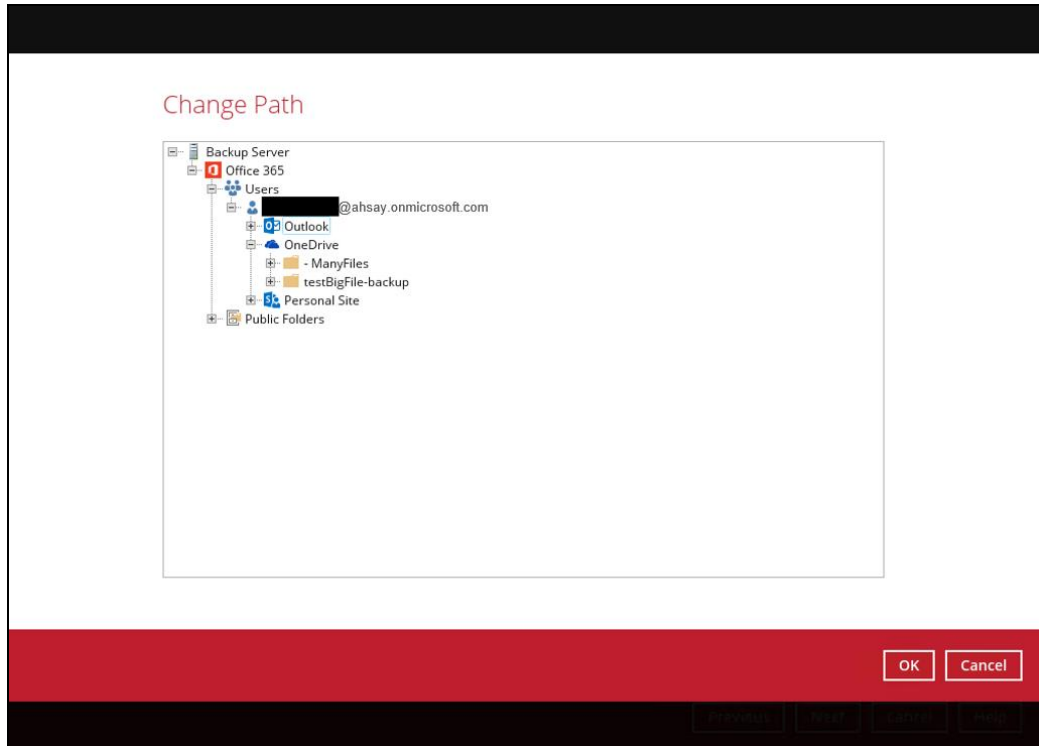 Change Path
Backup Server
Office 365
Users
@ahsay.onmicrosoft.com
Outlook
OneDrive
- ManyFiles
testBigFile-backup
Personal Site
Public Folders
OK Cancel
Previous Next Cancel Help